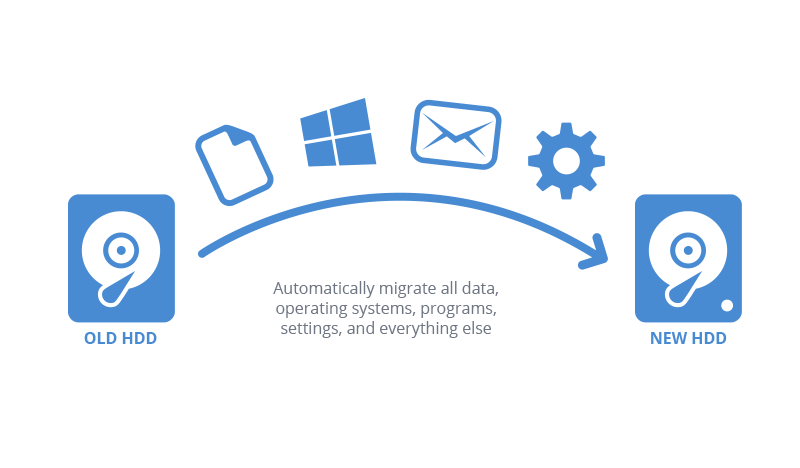 Automatically migrate all data,
operating systems, programs,
settings, and everything else
OLD HDD
NEW HDD